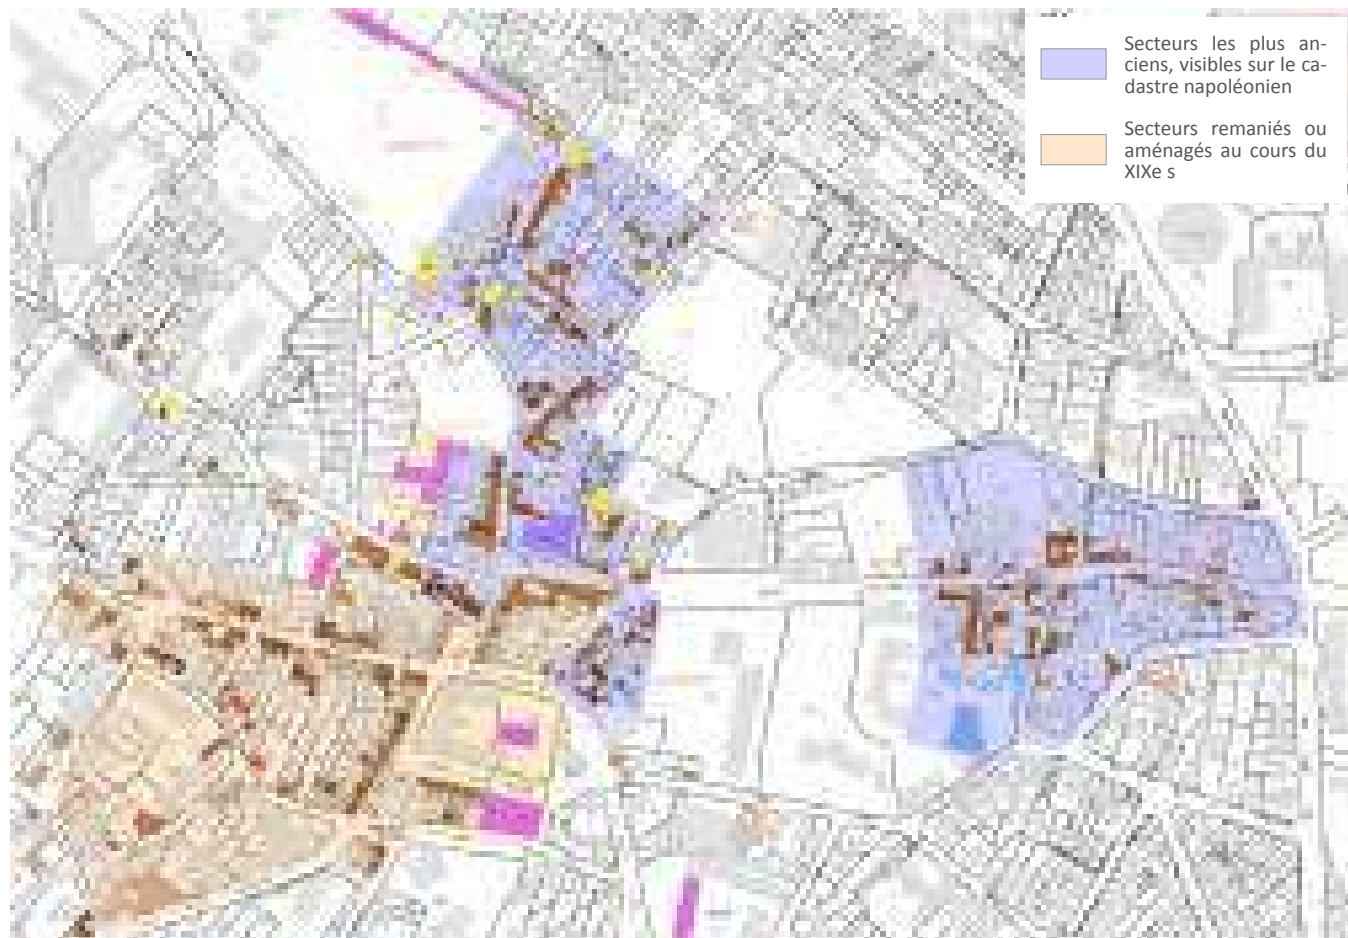 Secteurs les plus an-
ciens, visibles sur le ca-
dastre napoléonien
Secteurs remaniés ou
aménagés au cours du
XIXe s